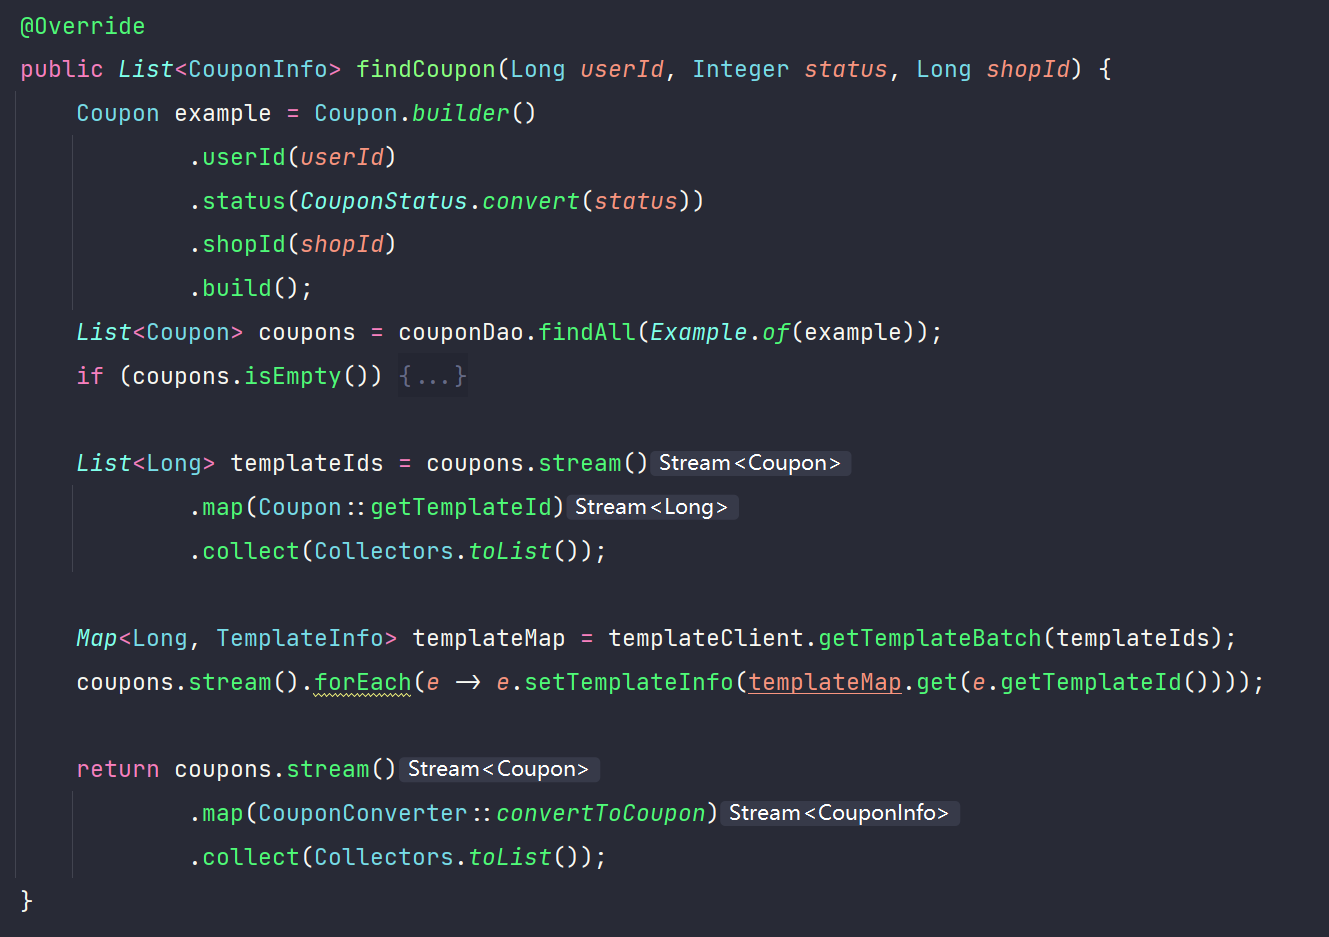 @Override
public List<CouponInfo> findCoupon(Long userId, Integer status, Long shopId) {
Coupon example = Coupon.builder()
.userId(userId)
.status(CouponStatus.convert(status))
.shopId(shopId)
.build();
List<Coupon> coupons = couponDao.findAll(Example.of(example));
if (coupons.isEmpty()) {...}
List<Long> templateIds = coupons.stream() Stream<Coupon>
.map(Coupon::getTemplateId) Stream<Long>
.collect(Collectors.toList());
Map<Long, TemplateInfo> templateMap = templateClient.getTemplateBatch(templateIds);
coupons.stream().forEach(e -> e.setTemplateInfo(templateMap.get(e.getTemplateId())));
return coupons.stream() Stream<Coupon>
.map(CouponConverter::convertToCoupon) Stream<CouponInfo>
.collect(Collectors.toList());
}